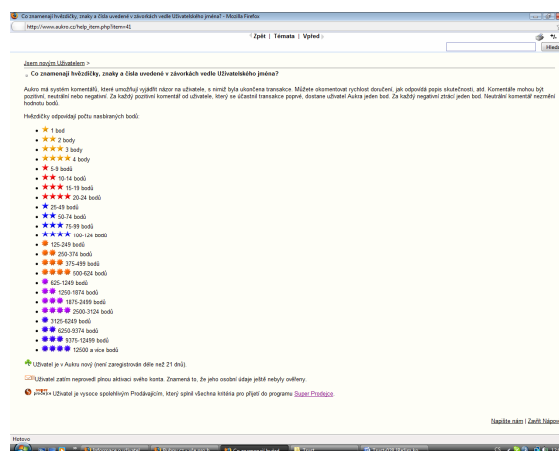 Co znamenají hvězdičky, znaky a čísla uvedené v závorkách vedle Uživatelského jména? - Mozilla Firefox
http://www.aukro.cz/help_item.php?item=41
Zpět | Témata | Vpřed
Hled
Jsem novým Uživatelem >
Co znamenají hvězdičky, znaky a čísla uvedené v závorkách vedle Uživatelského jména?
Aukro má systém komentářů, které umožňují vyjádřit názor na uživatele, s nimiž byla ukončena transakce. Můžete okomentovat rychlost doručení, jak odpovídá popis skutečnosti, atd. Komentáře mohou být
pozitivní, neutrální nebo negativní. Za každý pozitivní komentář od uživatele, který se účastnil transakce poprvé, dostane uživatel Aukra jeden bod. Za každý negativní ztrácí jeden bod. Neutrální komentář nezmění
hodnotu bodů.
Hvězdičky odpovídají počtu nasbíraných bodů:
1 bod
2 body
3 body
4 body
5-9 bodů
10-14 bodů
15-19 bodů
20-24 bodů
25-49 bodů
50-74 bodů
75-99 bodů
100-124 bodů
125-249 bodů
250-374 bodů
375-499 bodů
500-624 bodů
625-1249 bodů
1250-1874 bodů
1875-2499 bodů
2500-3124 bodů
3125-6249 bodů
6250-9374 bodů
9375-12499 bodů
12500 a více bodů
Uživatel je v Aukro nový (není zaregistrován déle než 21 dnů).
Uživatel zatím neprovedl plnou aktivaci svého konta. Znamená to, že jeho osobní údaje ještě nebyly ověřeny.
Uživatel je vysoce spolehlivým Prodávajícím, který splnil všechna kritéria pro přijetí do programu Super Prodejce.
Napište nám | Zavřít Nápov
Hotovo